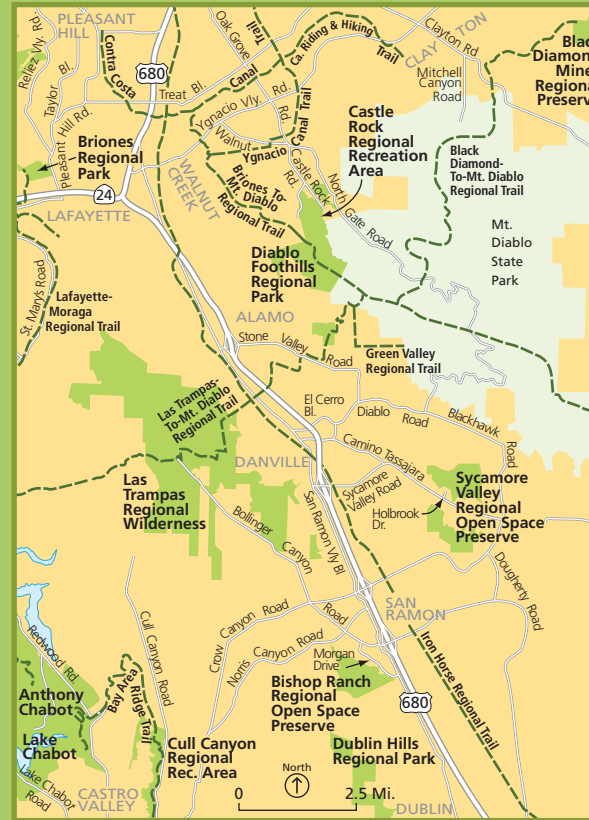 PLEASANT
HILL
Reliez Vly. Rd.
Taylor Bl.
Contra Costa
Canal
Trail
680
Treat Bl.
Oak Grove
Rd.
Trail
Ca. Riding & Hiking
Trail
CLAYTON
Clayton Rd
Mitchell
Canyon
Road
Blac
Diamon
Mine
Region
Preserv
Pleasant Hill Rd.
Briones
Regional
Park
Ygnacio Vly. Rd.
Walnut
Ygnacio
Canal Trail
Castle Rock
Rd.
North Gate Road
Castle
Rock
Regional
Recreation
Area
Black
Diamond-
To-Mt. Diablo
Regional Trail
Mt.
Diablo
State
Park
24
LAFAYETTE
WALNUT
CREEK
Briones To-
Mt. Diablo
Regional Trail
Diablo
Foothills
Regional
Park
St. Mary's Road
Lafayette-
Moraga
Regional Trail
ALAMO
Stone Valley Road
Green Valley
Regional Trail
Las Trampas-
To-Mt. Diablo
Regional Trail
El Cerro
Bl.
Diablo Road
Blackhawk
Road
DANVILLE
Camino Tassajara
Sycamore
Valley Road
Holbrook
Dr.
Sycamore
Valley
Regional
Open Space
Preserve
Las
Trampas
Regional
Wilderness
Bollinger Canyon Road
San Ramon Vly Bl
Dougherty Road
Cull Canyon Road
Crow Canyon Road
Norris Canyon Road
SAN
RAMON
Morgan
Drive
Iron Horse Regional Trail
Redwood Rd.
Bay Area
Ridge Trail
Bishop Ranch
Regional
Open Space
Preserve
680
Anthony
Chabot
Lake
Chabot
Lake Chabot
Road
Cull Canyon
Regional
Rec. Area
Dublin Hills
Regional Park
CASTRO
VALLEY
North
0 2.5 Mi.
DUBLIN